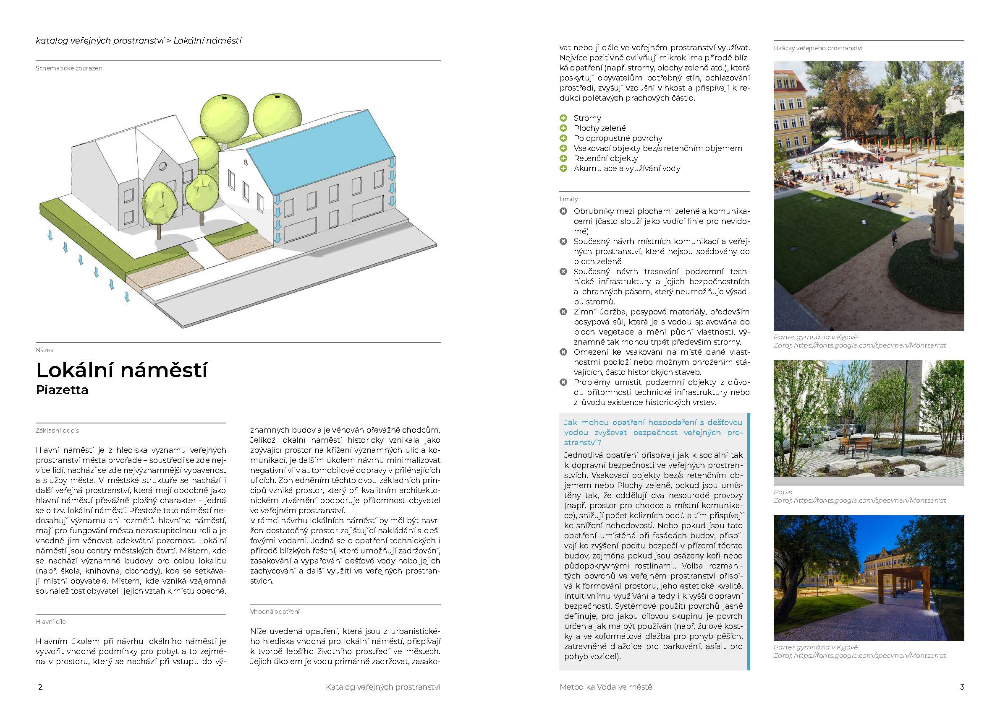 katalog veřejných prostranství > Lokální náměstí
Schématické zobrazení
Název
Lokální náměstí
Piazetta
Základní popis
Hlavní náměstí je z hlediska významu veřejných
prostranství města prvořadé – soustředí se zde nej-
více lidí, nachází se zde nejvýznamnější vybavenost
a služby města. V městské struktuře se nachází i
další veřejná prostranství, která mají obdobně jako
hlavní náměstí převážně plošný charakter - jedná
se o tzv. lokální náměstí. Přestože tato náměstí ne-
dosahují významu ani rozměrů hlavního náměstí,
mají pro fungování města nezastupitelnou roli a je
vhodné jim věnovat adekvátní pozornost. Lokální
náměstí jsou centry městských čtvrtí. Místem, kde
se nachází významné budovy pro celou lokalitu
(např. škola, knihovna, obchody), kde se setkáva-
jí místní obyvatelé. Místem, kde vzniká vzájemná
sounáležitost obyvatel i jejich vztah k místu obecně.
Hlavní cíle
Hlavním úkolem při návrhu lokálního náměstí je
vytvořit vhodné podmínky pro pobyt a to zejmé-
na v prostoru, který se nachází při vstupu do vý-
znamných budov a je věnován převážně chodcům.
Jelikož lokální náměstí historicky vznikala jako
zbývající prostor na křížení významných ulic a ko-
munikací, je dalším úkolem návrhu minimalizovat
negativní vliv automobilové dopravy v přiléhajících
ulicích. Zohledněním těchto dvou základních prin-
cipů vzniká prostor, který při kvalitním architekto-
nickém ztvárnění podporuje přítomnost obyvatel
ve veřejném prostranství.
V rámci návrhu lokálních náměstí by měl být navr-
žen dostatečný prostor zajišťující nakládání s deš-
ťovými vodami. Jedná se o opatření technických i
přírodě blízkých řešení, které umožňují zadržování,
zasakování a vypařování dešťové vody nebo jejich
zachycování a další využití ve veřejných prostran-
stvích.
Vhodná opatření
Níže uvedená opatření, která jsou z urbanistické-
ho hlediska vhodná pro lokální náměstí, přispívají
k tvorbě lepšího životního prostředí ve městech.
Jejich úkolem je vodu primárně zadržovat, zasako-
2
Katalog veřejných prostranství
vat nebo ji dále ve veřejném prostranství využívat.
Nejvíce pozitivně ovlivňují mikroklima přírodě blíz-
ká opatření (např. stromy, plochy zeleně atd.), která
poskytují obyvatelům potřebný stín, ochlazování
prostředí, zvyšují vzdušní vlhkost a přispívají k re-
dukci polétavých prachových částic.
Stromy
Plochy zeleně
Polopropustné povrchy
Vsakovací objekty bez/s retenčním objemem
Retenční objekty
Akumulace a využívání vody
Limity
Obrubníky mezi plochami zeleně a komunika-
cemi (často slouží jako vodící linie pro nevido-
mé)
Současný návrh místních komunikací a veřej-
ných prostranství, které nejsou spádovány do
ploch zeleně
Současný návrh trasování podzemní tech-
nické infrastruktury a jejich bezpečnostních
a chranných pásem, který neumožňuje výsad-
bu stromů.
Zimní údržba, posypové materiály, především
posypová sůl, která je s vodou splavována do
ploch vegetace a mění půdní vlastnosti, vý-
znamně tak mohou trpět především stromy.
Omezení ke vsakování na místě dané vlast-
nostmi podloží nebo možným ohrožením stá-
vajících, často historických staveb.
Problémy umístit podzemní objekty z důvo-
du přítomnosti technické infrastruktury nebo
z ůvodu existence historických vrstev.
Jak mohou opatření hospodaření s dešťovou
vodou zvyšovat bezpečnost veřejných pro-
stranství?
Jednotlivá opatření přispívají jak k sociální tak
k dopravní bezpečnosti ve veřejných prostran-
stvích. Vsakovací objekty bez/s retenčním ob-
jemem nebo Plochy zeleně, pokud jsou umís-
těny tak, že oddělují dva nesourodé provozy
(např. prostor pro chodce a místní komunika-
ce), snižují počet kolizních bodů a tím přispívají
ke snížení nehodovosti. Nebo pokud jsou tato
opatření umístěná při fasádách budov, přispí-
vají ke zvýšení pocitu bezpečí v přízemí těchto
budov, zejména pokud jsou osázeny keři nebo
půdopokryvnými rostlinami.. Volba rozmani-
tých povrchů ve veřejném prostranství přispí-
vá k formování prostoru, jeho estetické kvalitě,
intuitivnímu využívání a tedy i k vyšší dopravní
bezpečnosti. Systémové použití povrchů jasně
definuje, pro jakou cílovou skupinu je povrch
určen a jak má být používán (např. žulové kost-
ky a velkoformátová dlažba pro pohyb pěších,
zatravněné dlaždice pro parkování, asfalt pro
pohyb vozidel).
Ukázky veřejného prostranství
Parter gymnázia v Kyjově
Zdroj: https://fonts.google.com/specimen/Montserrat
Popis
Zdroj: https://fonts.google.com/specimen/Montserrat
Parter gymnázia v Kyjově
Zdroj: https://fonts.google.com/specimen/Montserrat
Metodika Voda ve městě
3